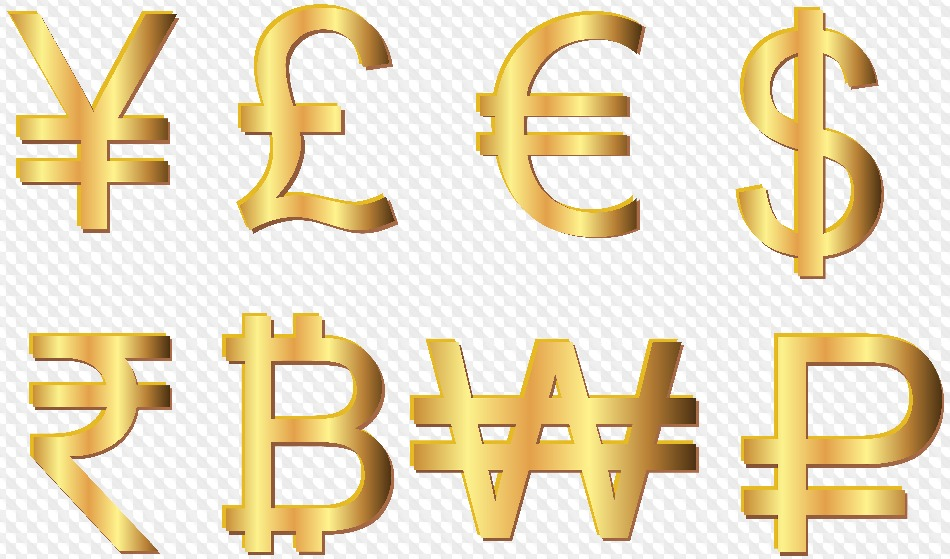 ¥ £ € $
₹ ₿ ₩ ₽